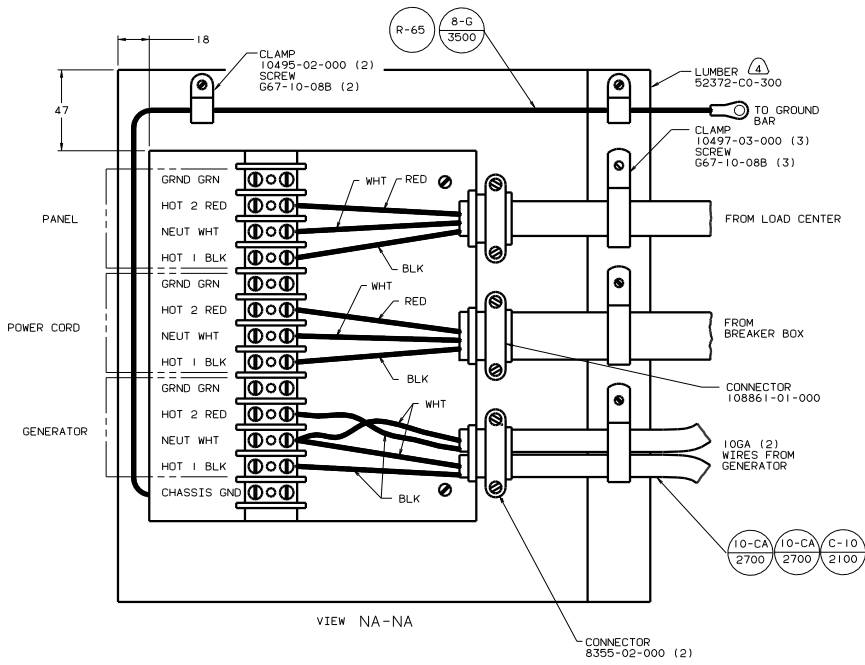 R-65
8-G
3500
18
47
CLAMP
10495-02-000 (2)
SCREW
G67-10-08B (2)
LUMBER 4
52372-C0-300
TO GROUND
BAR
CLAMP
10497-03-000 (3)
SCREW
G67-10-08B (3)
PANEL
GRND GRN
HOT 2 RED
NEUT WHT
HOT 1 BLK
WHT
RED
BLK
FROM LOAD CENTER
POWER CORD
GRND GRN
HOT 2 RED
NEUT WHT
HOT 1 BLK
WHT
RED
BLK
FROM
BREAKER BOX
CONNECTOR
108861-01-000
GENERATOR
GRND GRN
HOT 2 RED
NEUT WHT
HOT 1 BLK
CHASSIS GND
WHT
BLK
10GA (2)
WIRES FROM
GENERATOR
10-CA
2700
10-CA
2700
C-10
2100
VIEW NA-NA
CONNECTOR
8355-02-000 (2)